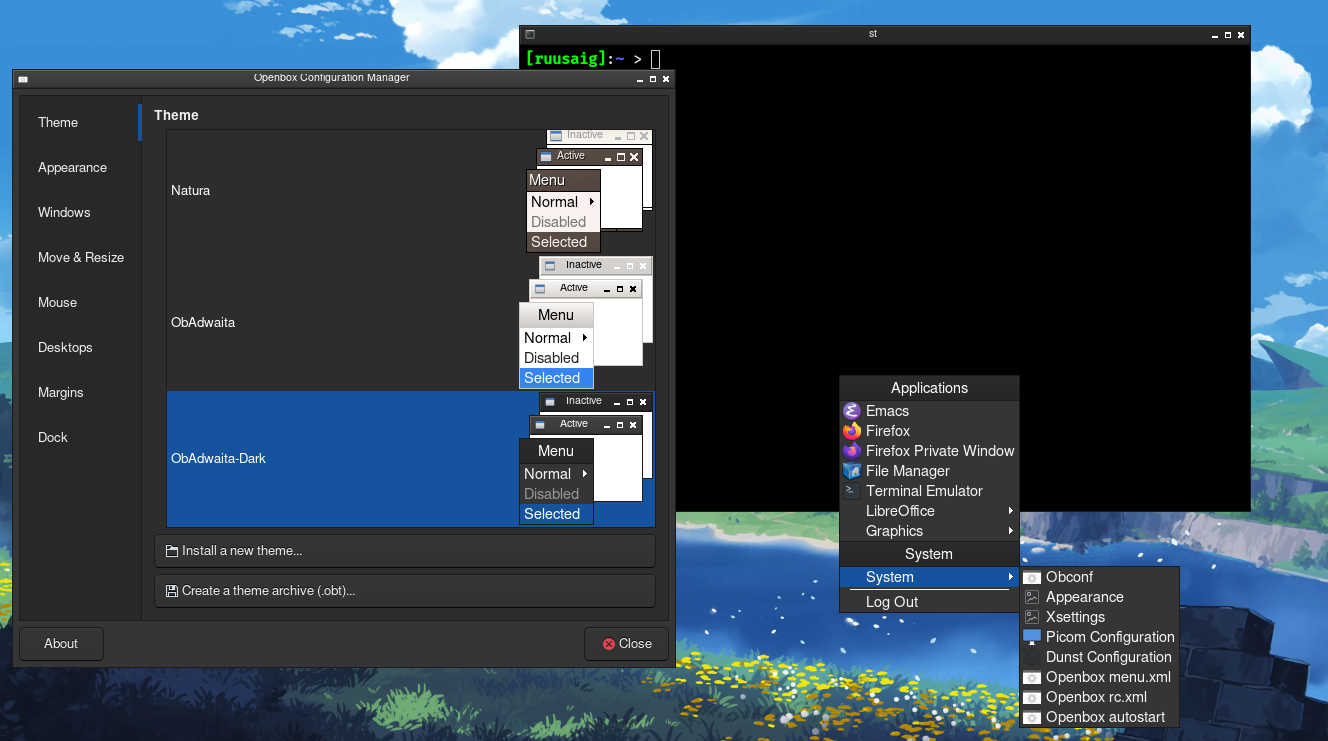 st
[ruusaig]:~ >
Openbox Configuration Manager
Theme
Appearance
Windows
Move & Resize
Mouse
Desktops
Margins
Dock
Theme
Natura
Inactive
Active
Menu
Normal
Disabled
Selected
ObAdwaita
Inactive
Active
Menu
Normal
Disabled
Selected
ObAdwaita-Dark
Inactive
Active
Menu
Normal
Disabled
Selected
Install a new theme...
Create a theme archive (.obt)...
About
Close
Applications
Emacs
Firefox
Firefox Private Window
File Manager
Terminal Emulator
LibreOffice
Graphics
System
System
Log Out
Obconf
Appearance
Xsettings
Picom Configuration
Dunst Configuration
Openbox menu.xml
Openbox rc.xml
Openbox autostart